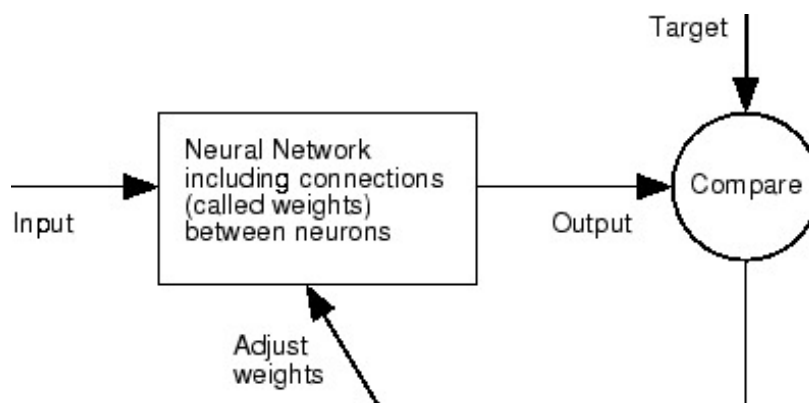 Target
Neural Network
including connections
(called weights)
between neurons
Compare
Input
Output
Adjust
weights